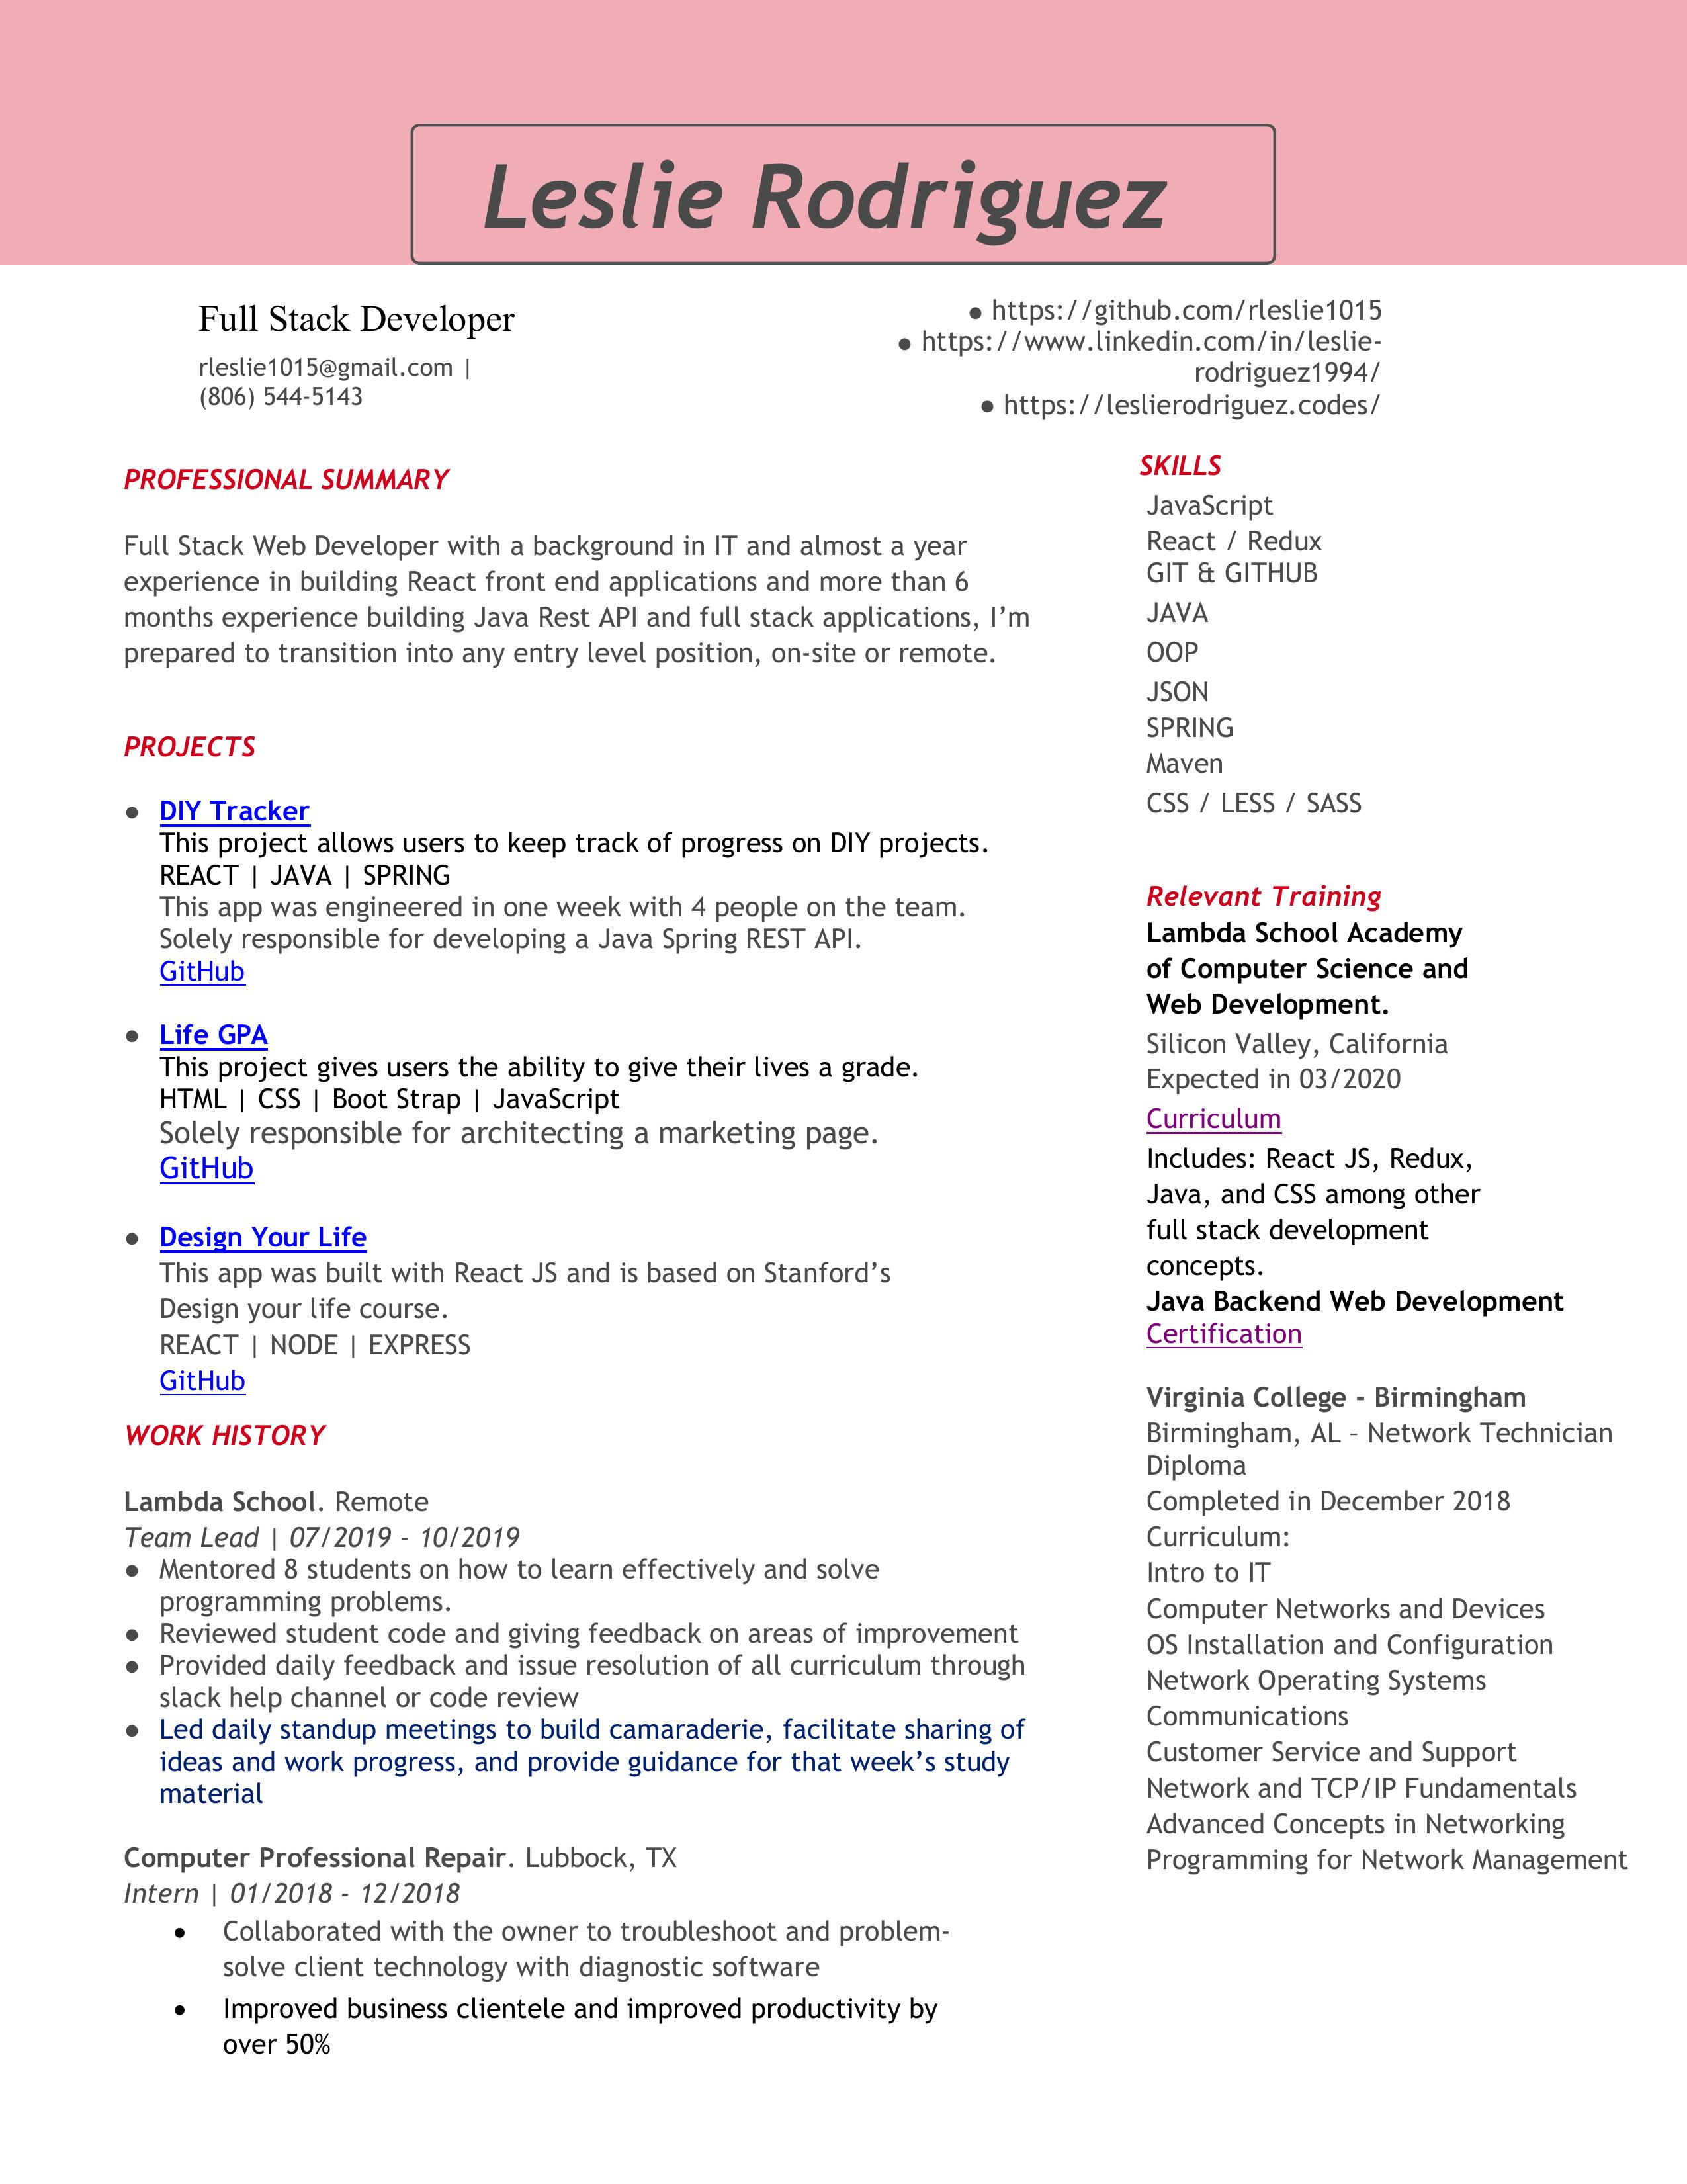 Leslie Rodriguez
Full Stack Developer
rleslie1015@gmail.com |
(806) 544-5143
● https://github.com/rleslie1015
● https://www.linkedin.com/in/leslie-
rodriguez1994/
● https://leslierodriguez.codes/
PROFESSIONAL SUMMARY
Full Stack Web Developer with a background in IT and almost a year
experience in building React front end applications and more than 6
months experience building Java Rest API and full stack applications, I’m
prepared to transition into any entry level position, on-site or remote.
PROJECTS
● DIY Tracker
This project allows users to keep track of progress on DIY projects.
REACT | JAVA | SPRING
This app was engineered in one week with 4 people on the team.
Solely responsible for developing a Java Spring REST API.
GitHub
● Life GPA
This project gives users the ability to give their lives a grade.
HTML | CSS | Boot Strap | JavaScript
Solely responsible for architecting a marketing page.
GitHub
● Design Your Life
This app was built with React JS and is based on Stanford’s
Design your life course.
REACT | NODE | EXPRESS
GitHub
WORK HISTORY
Lambda School. Remote
Team Lead | 07/2019 - 10/2019
● Mentored 8 students on how to learn effectively and solve
programming problems.
● Reviewed student code and giving feedback on areas of improvement
● Provided daily feedback and issue resolution of all curriculum through
slack help channel or code review
● Led daily standup meetings to build camaraderie, facilitate sharing of
ideas and work progress, and provide guidance for that week’s study
material
Computer Professional Repair. Lubbock, TX
Intern | 01/2018 - 12/2018
• Collaborated with the owner to troubleshoot and problem-
solve client technology with diagnostic software
• Improved business clientele and improved productivity by
over 50%
SKILLS
JavaScript
React / Redux
GIT & GITHUB
JAVA
OOP
JSON
SPRING
Maven
CSS / LESS / SASS
Relevant Training
Lambda School Academy
of Computer Science and
Web Development.
Silicon Valley, California
Expected in 03/2020
Curriculum
Includes: React JS, Redux,
Java, and CSS among other
full stack development
concepts.
Java Backend Web Development
Certification
Virginia College - Birmingham
Birmingham, AL – Network Technician
Diploma
Completed in December 2018
Curriculum:
Intro to IT
Computer Networks and Devices
OS Installation and Configuration
Network Operating Systems
Communications
Customer Service and Support
Network and TCP/IP Fundamentals
Advanced Concepts in Networking
Programming for Network Management